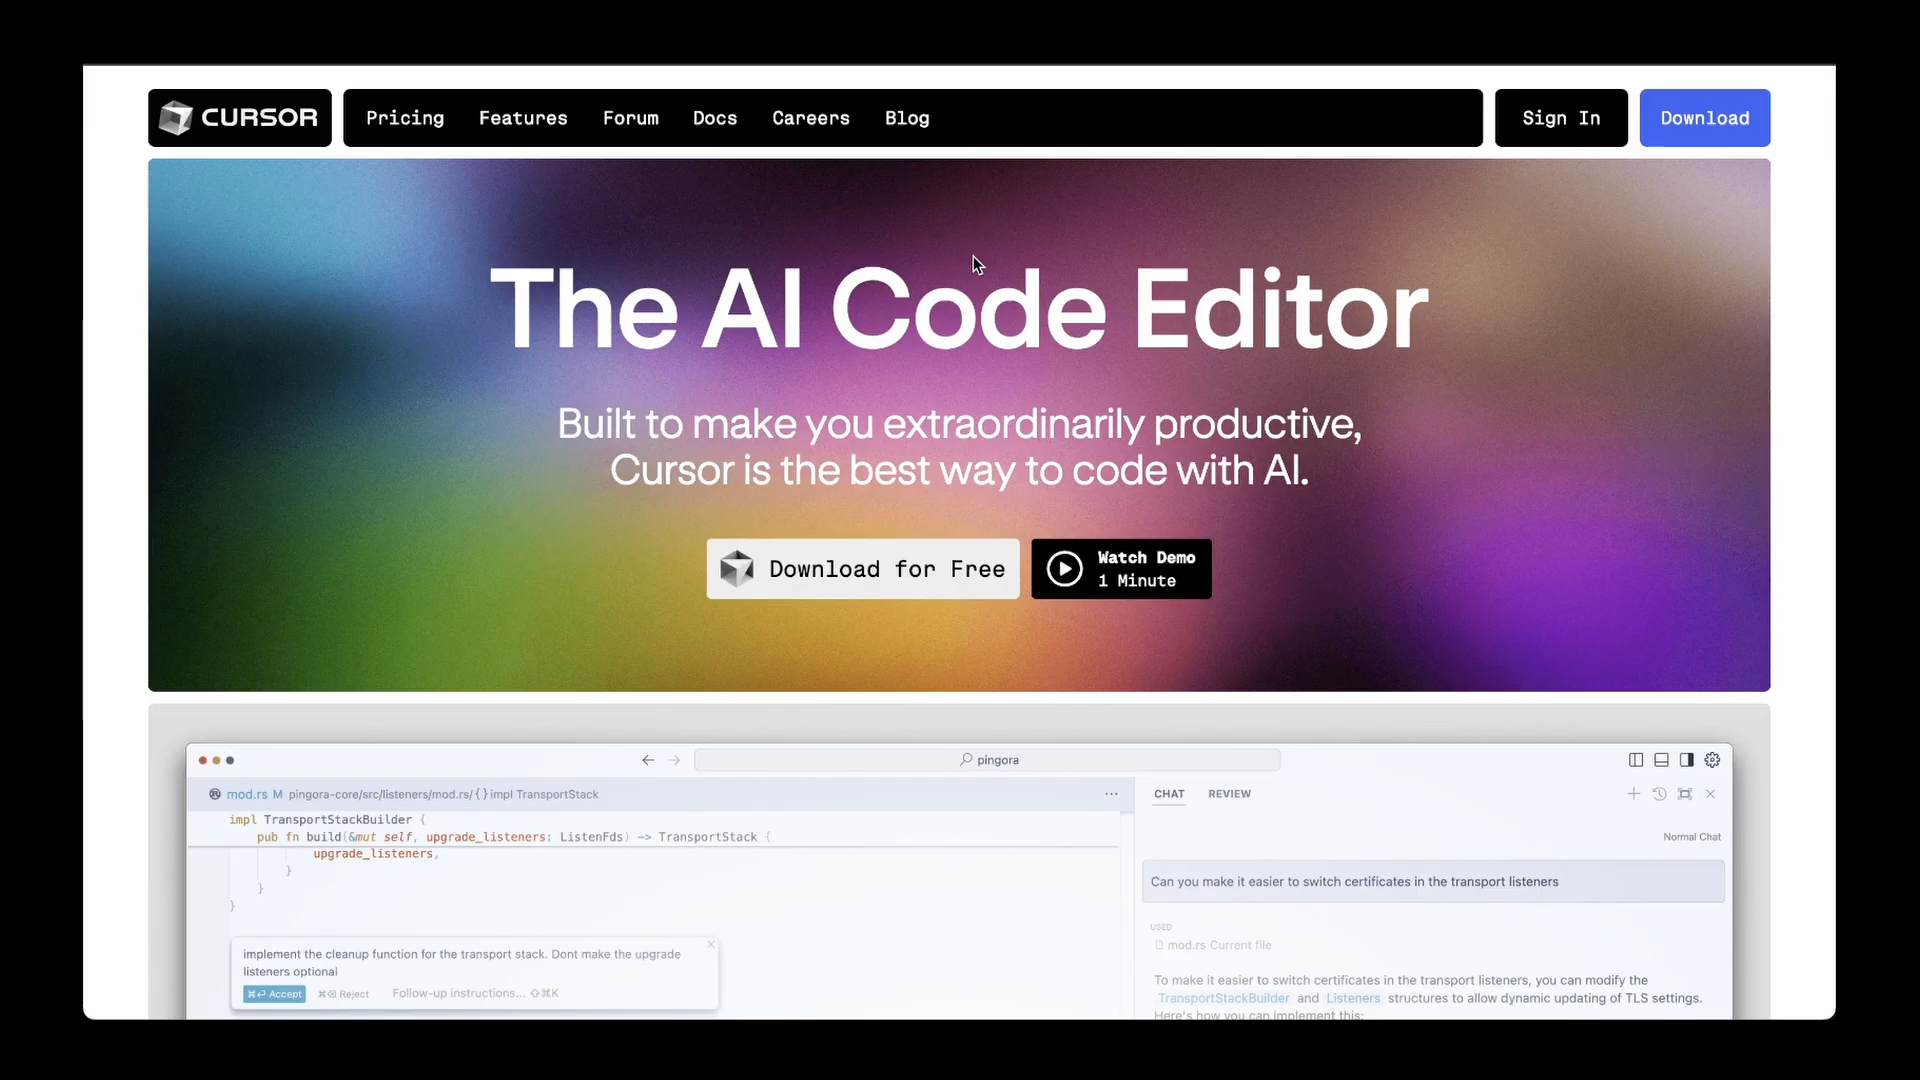 CURSOR
Pricing Features Forum Docs Careers Blog
Sign In
Download
The AI Code Editor
Built to make you extraordinarily productive,
Cursor is the best way to code with AI.
Download for Free
Watch Demo
1 Minute
pingora
mod.rs M pingora-core/src/listeners/mod.rs/{} impl TransportStack
...
impl TransportStackBuilder {
pub fn build(&mut self, upgrade_listeners: ListenFds) -> TransportStack {
upgrade_listeners,
}
}
}
implement the cleanup function for the transport stack. Dont make the upgrade
listeners optional
⌘⏎ Accept ⌘⌫ Reject Follow-up instructions... ⇧⌘K
CHAT REVIEW
Normal Chat
Can you make it easier to switch certificates in the transport listeners
USED
mod.rs Current file
To make it easier to switch certificates in the transport listeners, you can modify the
TransportStackBuilder and Listeners structures to allow dynamic updating of TLS settings.
Here's how you can implement this: